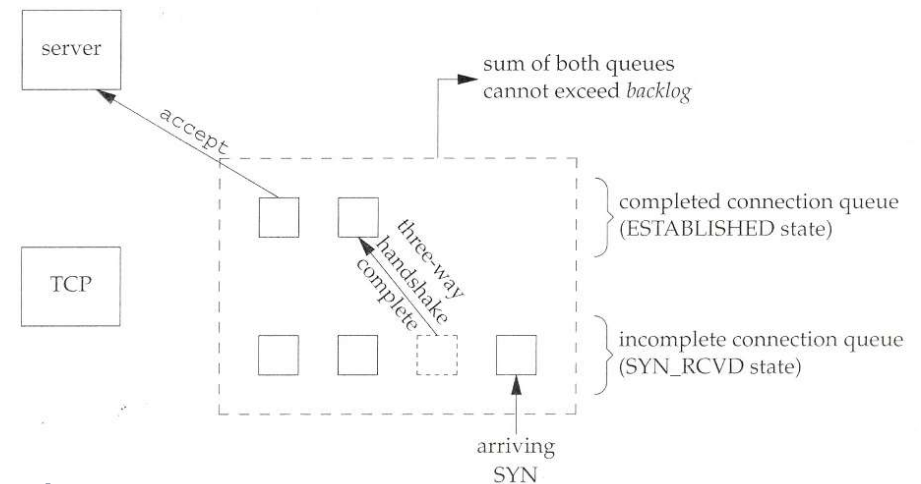 server
sum of both queues
cannot exceed backlog
accept
completed connection queue
(ESTABLISHED state)
three-way
handshake
complete
TCP
incomplete connection queue
(SYN_RCVD state)
arriving
SYN